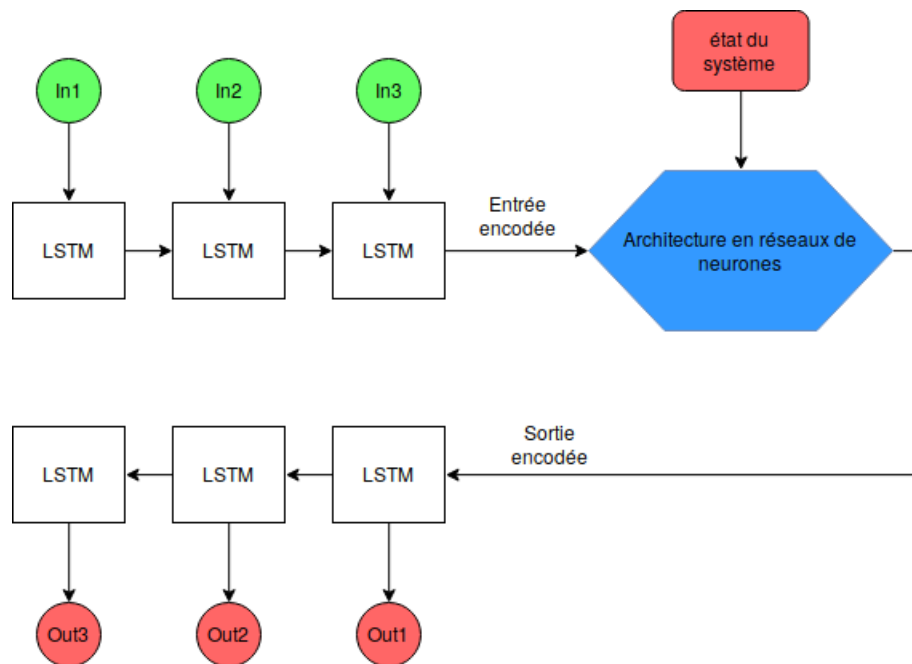 état du
système
In1
In2
In3
LSTM
LSTM
LSTM
Entrée
encodée
Architecture en réseaux de
neurones
LSTM
LSTM
LSTM
Sortie
encodée
Out3
Out2
Out1